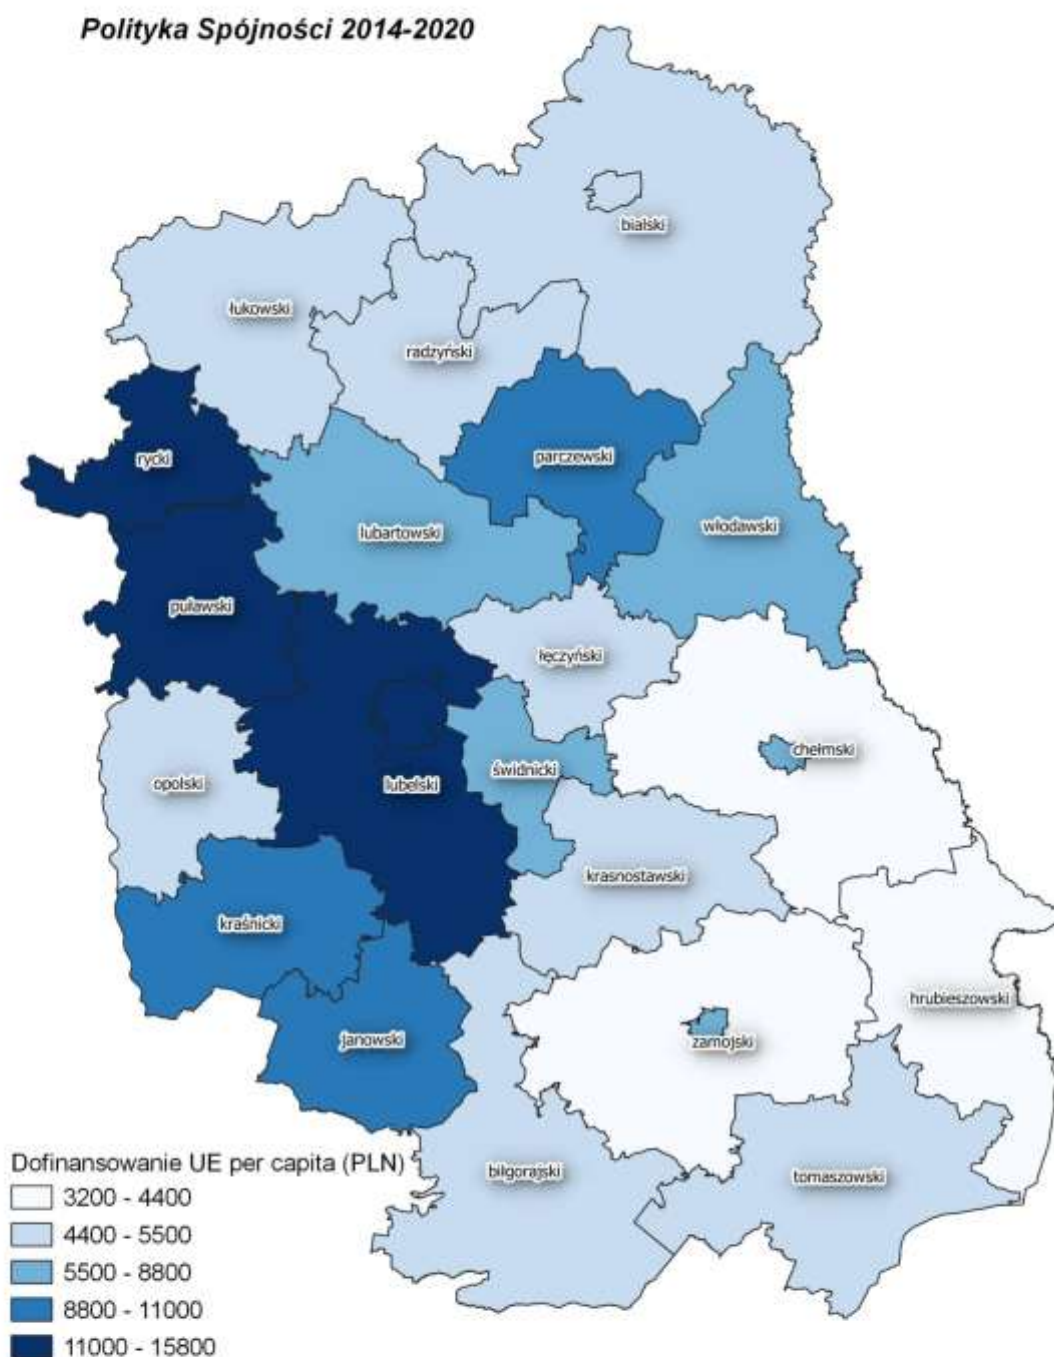 Polityka Spójności 2014-2020
bialski
łukowski
radzyński
rycki
parczewski
włodawski
lubartowski
puławski
łęczyński
chełmski
świdnicki
opolski
lubelski
krasnostawski
kraśnicki
hrubieszowski
janowski
zamojski
biłgorajski
tomaszowski
Dofinansowanie UE per capita (PLN)
3200 - 4400
4400 - 5500
5500 - 8800
8800 - 11000
11000 - 15800